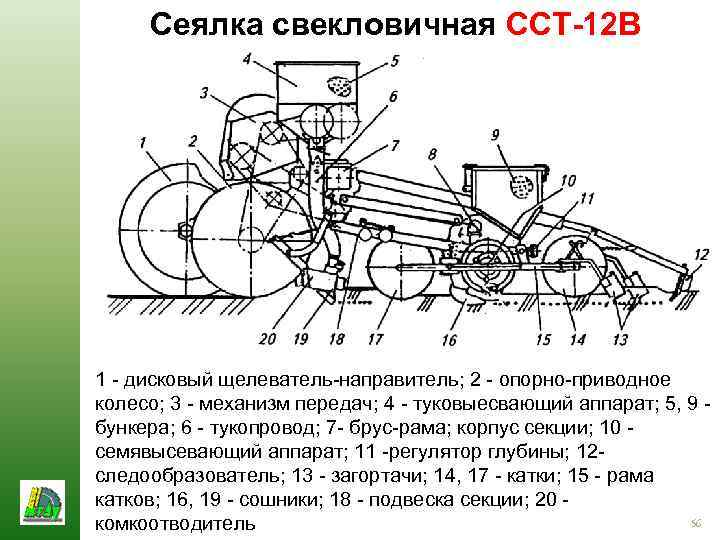 Сеялка свекловичная ССТ-12В
4
5
3
6
1
2
7
8
9
10
11
12
20
19
18
17
16
15
14
13
1 - дисковый щелеватель-направитель; 2 - опорно-приводное
колесо; 3 - механизм передач; 4 - туковыесвающий аппарат; 5, 9 -
бункера; 6 - тукопровод; 7- брус-рама; корпус секции; 10 -
семявысевающий аппарат; 11 -регулятор глубины; 12-
следообразователь; 13 - загортачи; 14, 17 - катки; 15 - рама
катков; 16, 19 - сошники; 18 - подвеска секции; 20 -
комкоотводитель
56